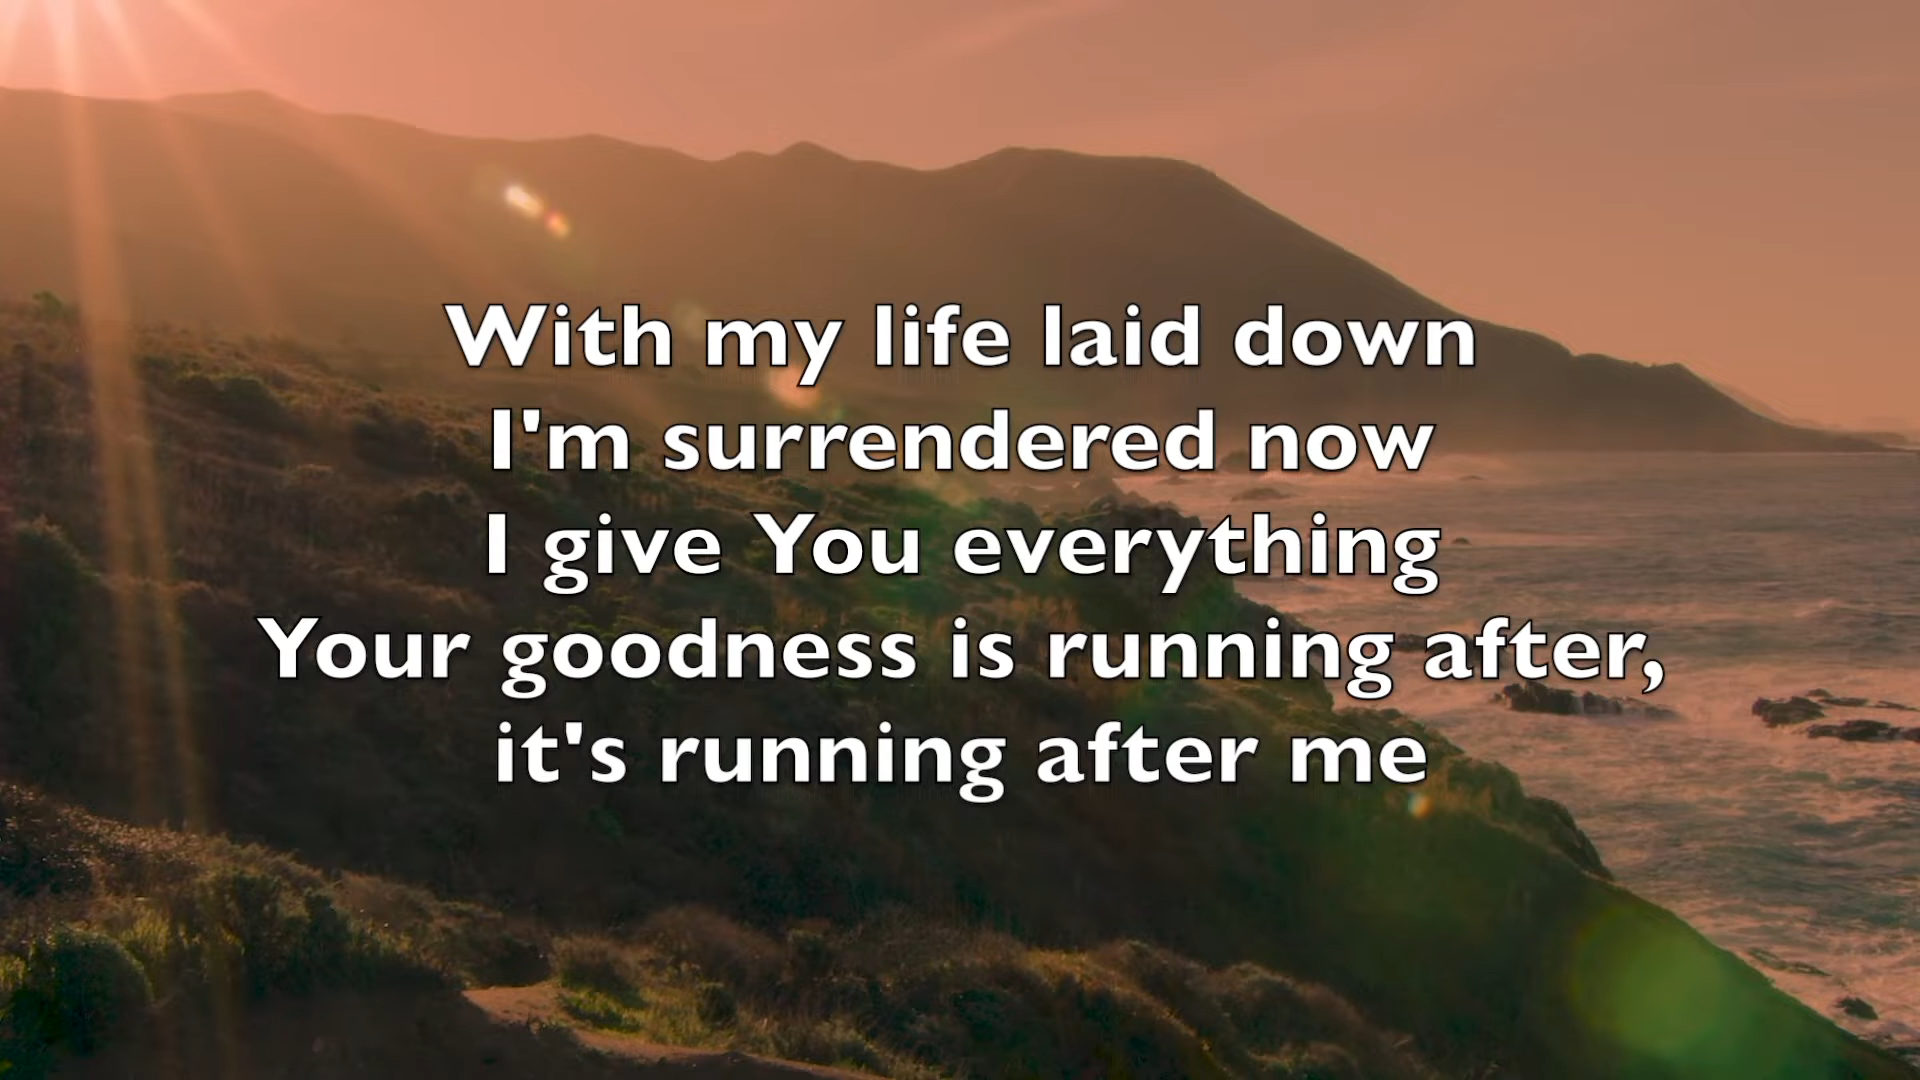 With my life laid down
I'm surrendered now
I give You everything
Your goodness is running after,
it's running after me